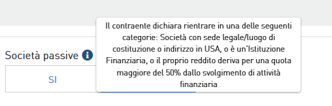 Il contraente dichiara rientrare in una delle seguenti
categorie: Società con sede legale/luogo di
costituzione o indirizzo in USA, o è un'Istituzione
Finanziaria, o il proprio reddito deriva per una quota
maggiore del 50% dallo svolgimento di attività
finanziaria
Società passive
SI